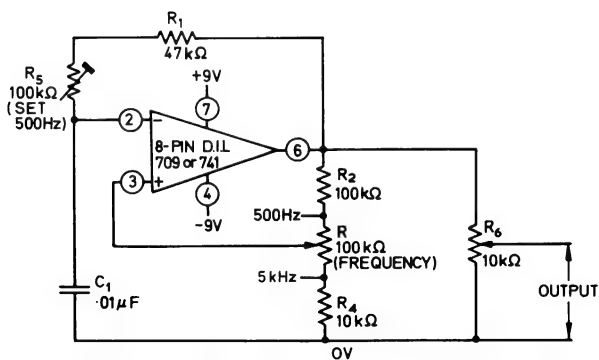 R1
47kΩ
R5
100kΩ
(SET
500Hz)
+9V
7
2
−
8-PIN D.I.L
709 or 741
6
3
+
4
-9V
R2
100kΩ
500Hz
R
100kΩ
(FREQUENCY)
5kHz
R4
10kΩ
R6
10kΩ
OUTPUT
C1
.01µF
0V